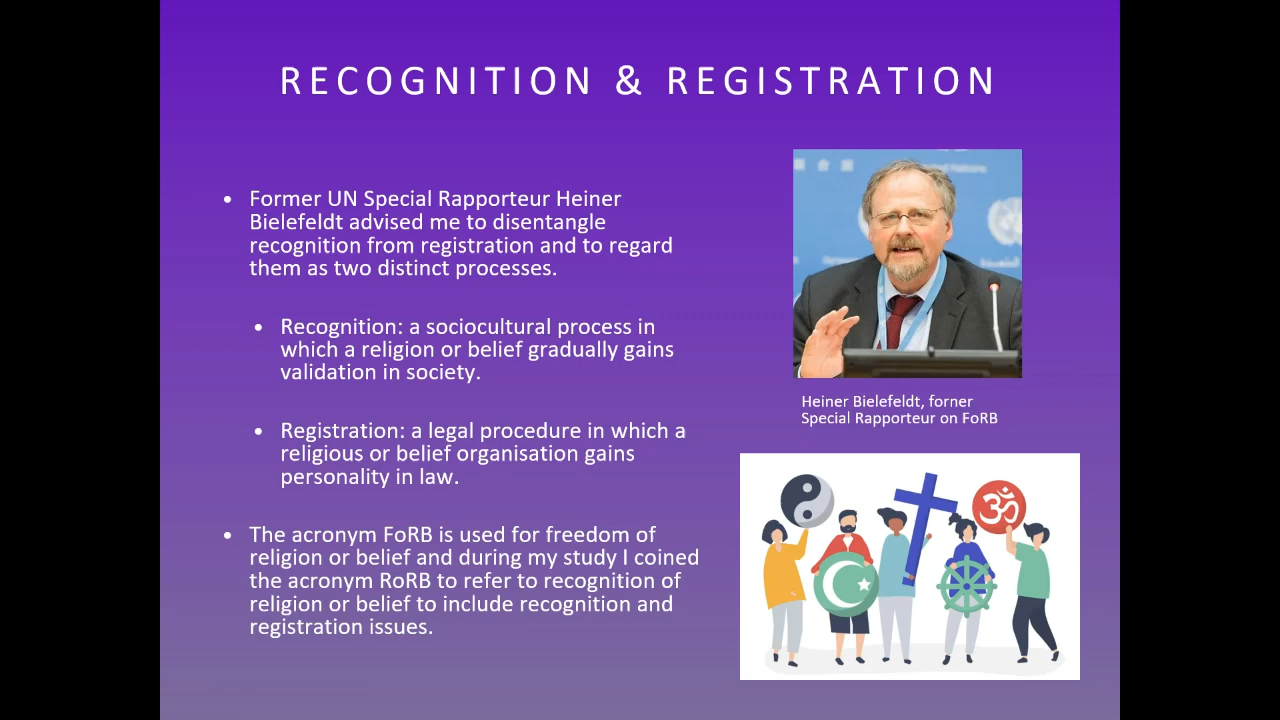 RECOGNITION & REGISTRATION
• Former UN Special Rapporteur Heiner
Bielefeldt advised me to disentangle
recognition from registration and to regard
them as two distinct processes.
• Recognition: a sociocultural process in
which a religion or belief gradually gains
validation in society.
• Registration: a legal procedure in which a
religious or belief organisation gains
personality in law.
• The acronym FoRB is used for freedom of
religion or belief and during my study I coined
the acronym RoRB to refer to recognition of
religion or belief to include recognition and
registration issues.
Heiner Bielefeldt, forner
Special Rapporteur on FoRB
ॐ